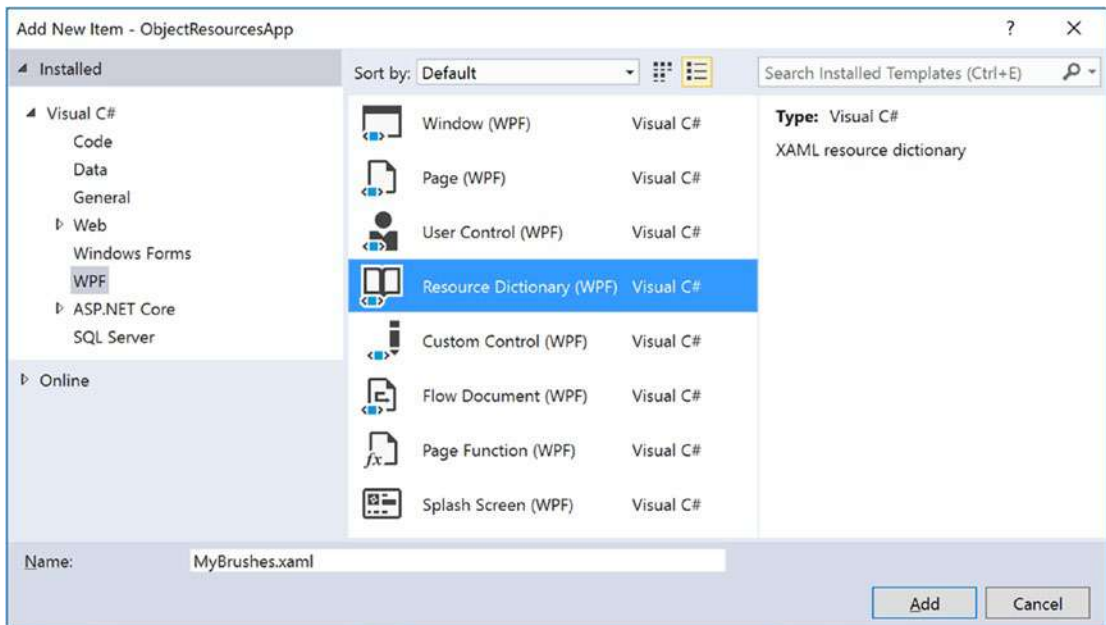 Add New Item - ObjectResourcesApp
?
Installed
Sort by: Default
Search Installed Templates (Ctrl+E)
Visual C#
Code
Data
General
Web
Windows Forms
WPF
ASP.NET Core
SQL Server
Online
Window (WPF) Visual C#
Page (WPF) Visual C#
User Control (WPF) Visual C#
Resource Dictionary (WPF) Visual C#
Custom Control (WPF) Visual C#
Flow Document (WPF) Visual C#
fx Page Function (WPF) Visual C#
Splash Screen (WPF) Visual C#
Type: Visual C#
XAML resource dictionary
Name: MyBrushes.xaml
Add Cancel